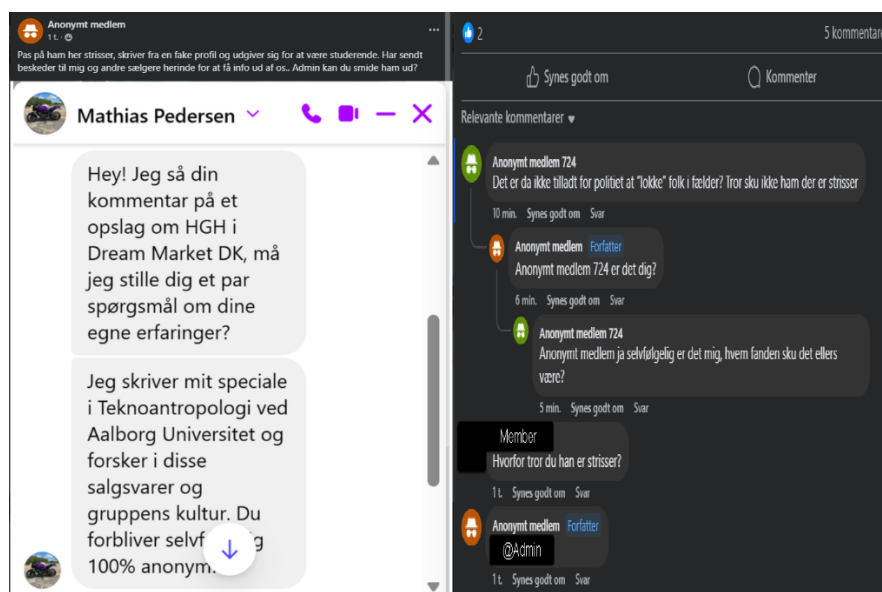 Anonymt medlem
1 t.
Pas på ham her strisser, skriver fra en fake profil og udgiver sig for at være studerende. Har sendt
beskeder til mig og andre sælgere herinde for at få info ud af os.. Admin kan du smide ham ud?
Mathias Pedersen
Hey! Jeg så din
kommentar på et
opslag om HGH i
Dream Market DK, må
jeg stille dig et par
spørgsmål om dine
egne erfaringer?
Jeg skriver mit speciale
i Teknoantropologi ved
Aalborg Universitet og
forsker i disse
salgsvarer og
gruppens kultur. Du
forbliver
100% anonym
2
5 kommentare
Synes godt om
Kommenter
Relevante kommentarer
Anonymt medlem 724
Det er da ikke tilladt for politiet at "lokke" folk i fælder? Tror sku ikke ham der er strisser
10 min. Synes godt om Svar
Anonymt medlem Forfatter
Anonymt medlem 724 er det dig?
6 min. Synes godt om Svar
Anonymt medlem 724
Anonymt medlem ja selvfølgelig er det mig, hvem fanden sku det ellers
være?
5 min. Synes godt om Svar
Member
Hvorfor tror du han er strisser?
1 t. Synes godt om Svar
Anonymt medlem Forfatter
@Admin
1 t. Synes godt om Svar